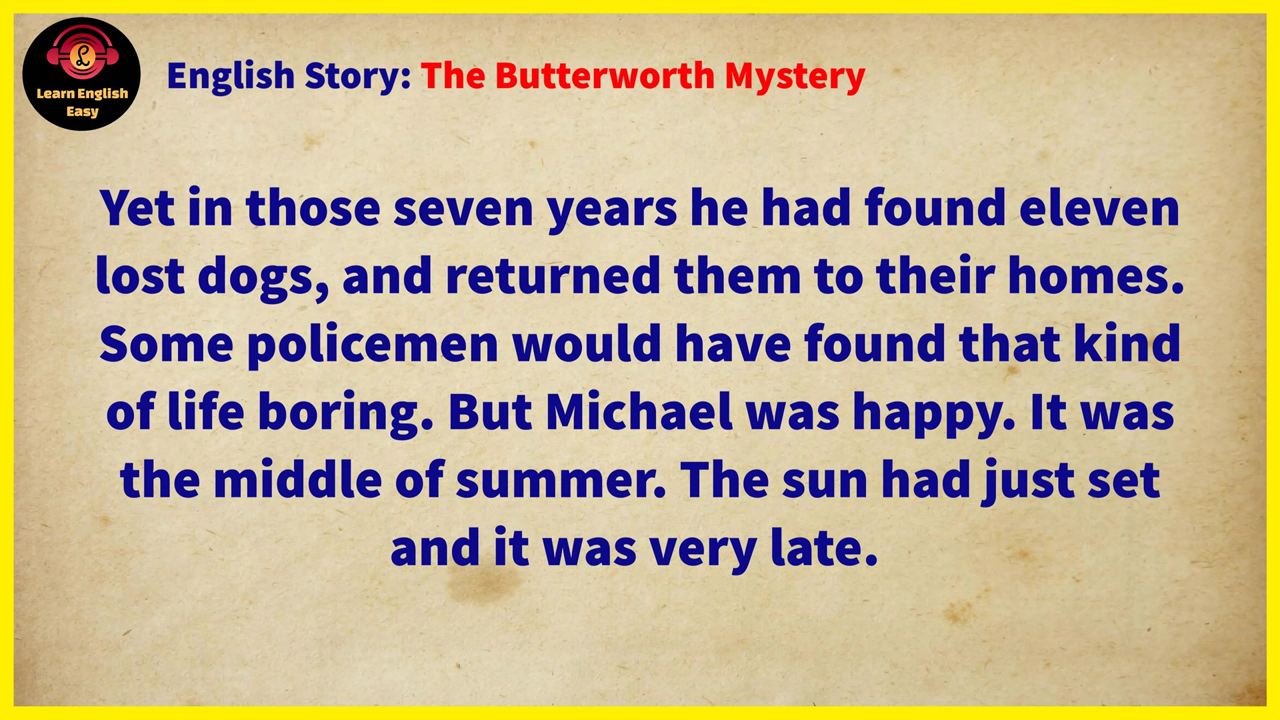 Learn English
Easy
English Story: The Butterworth Mystery
Yet in those seven years he had found eleven
lost dogs, and returned them to their homes.
Some policemen would have found that kind
of life boring. But Michael was happy. It was
the middle of summer. The sun had just set
and it was very late.